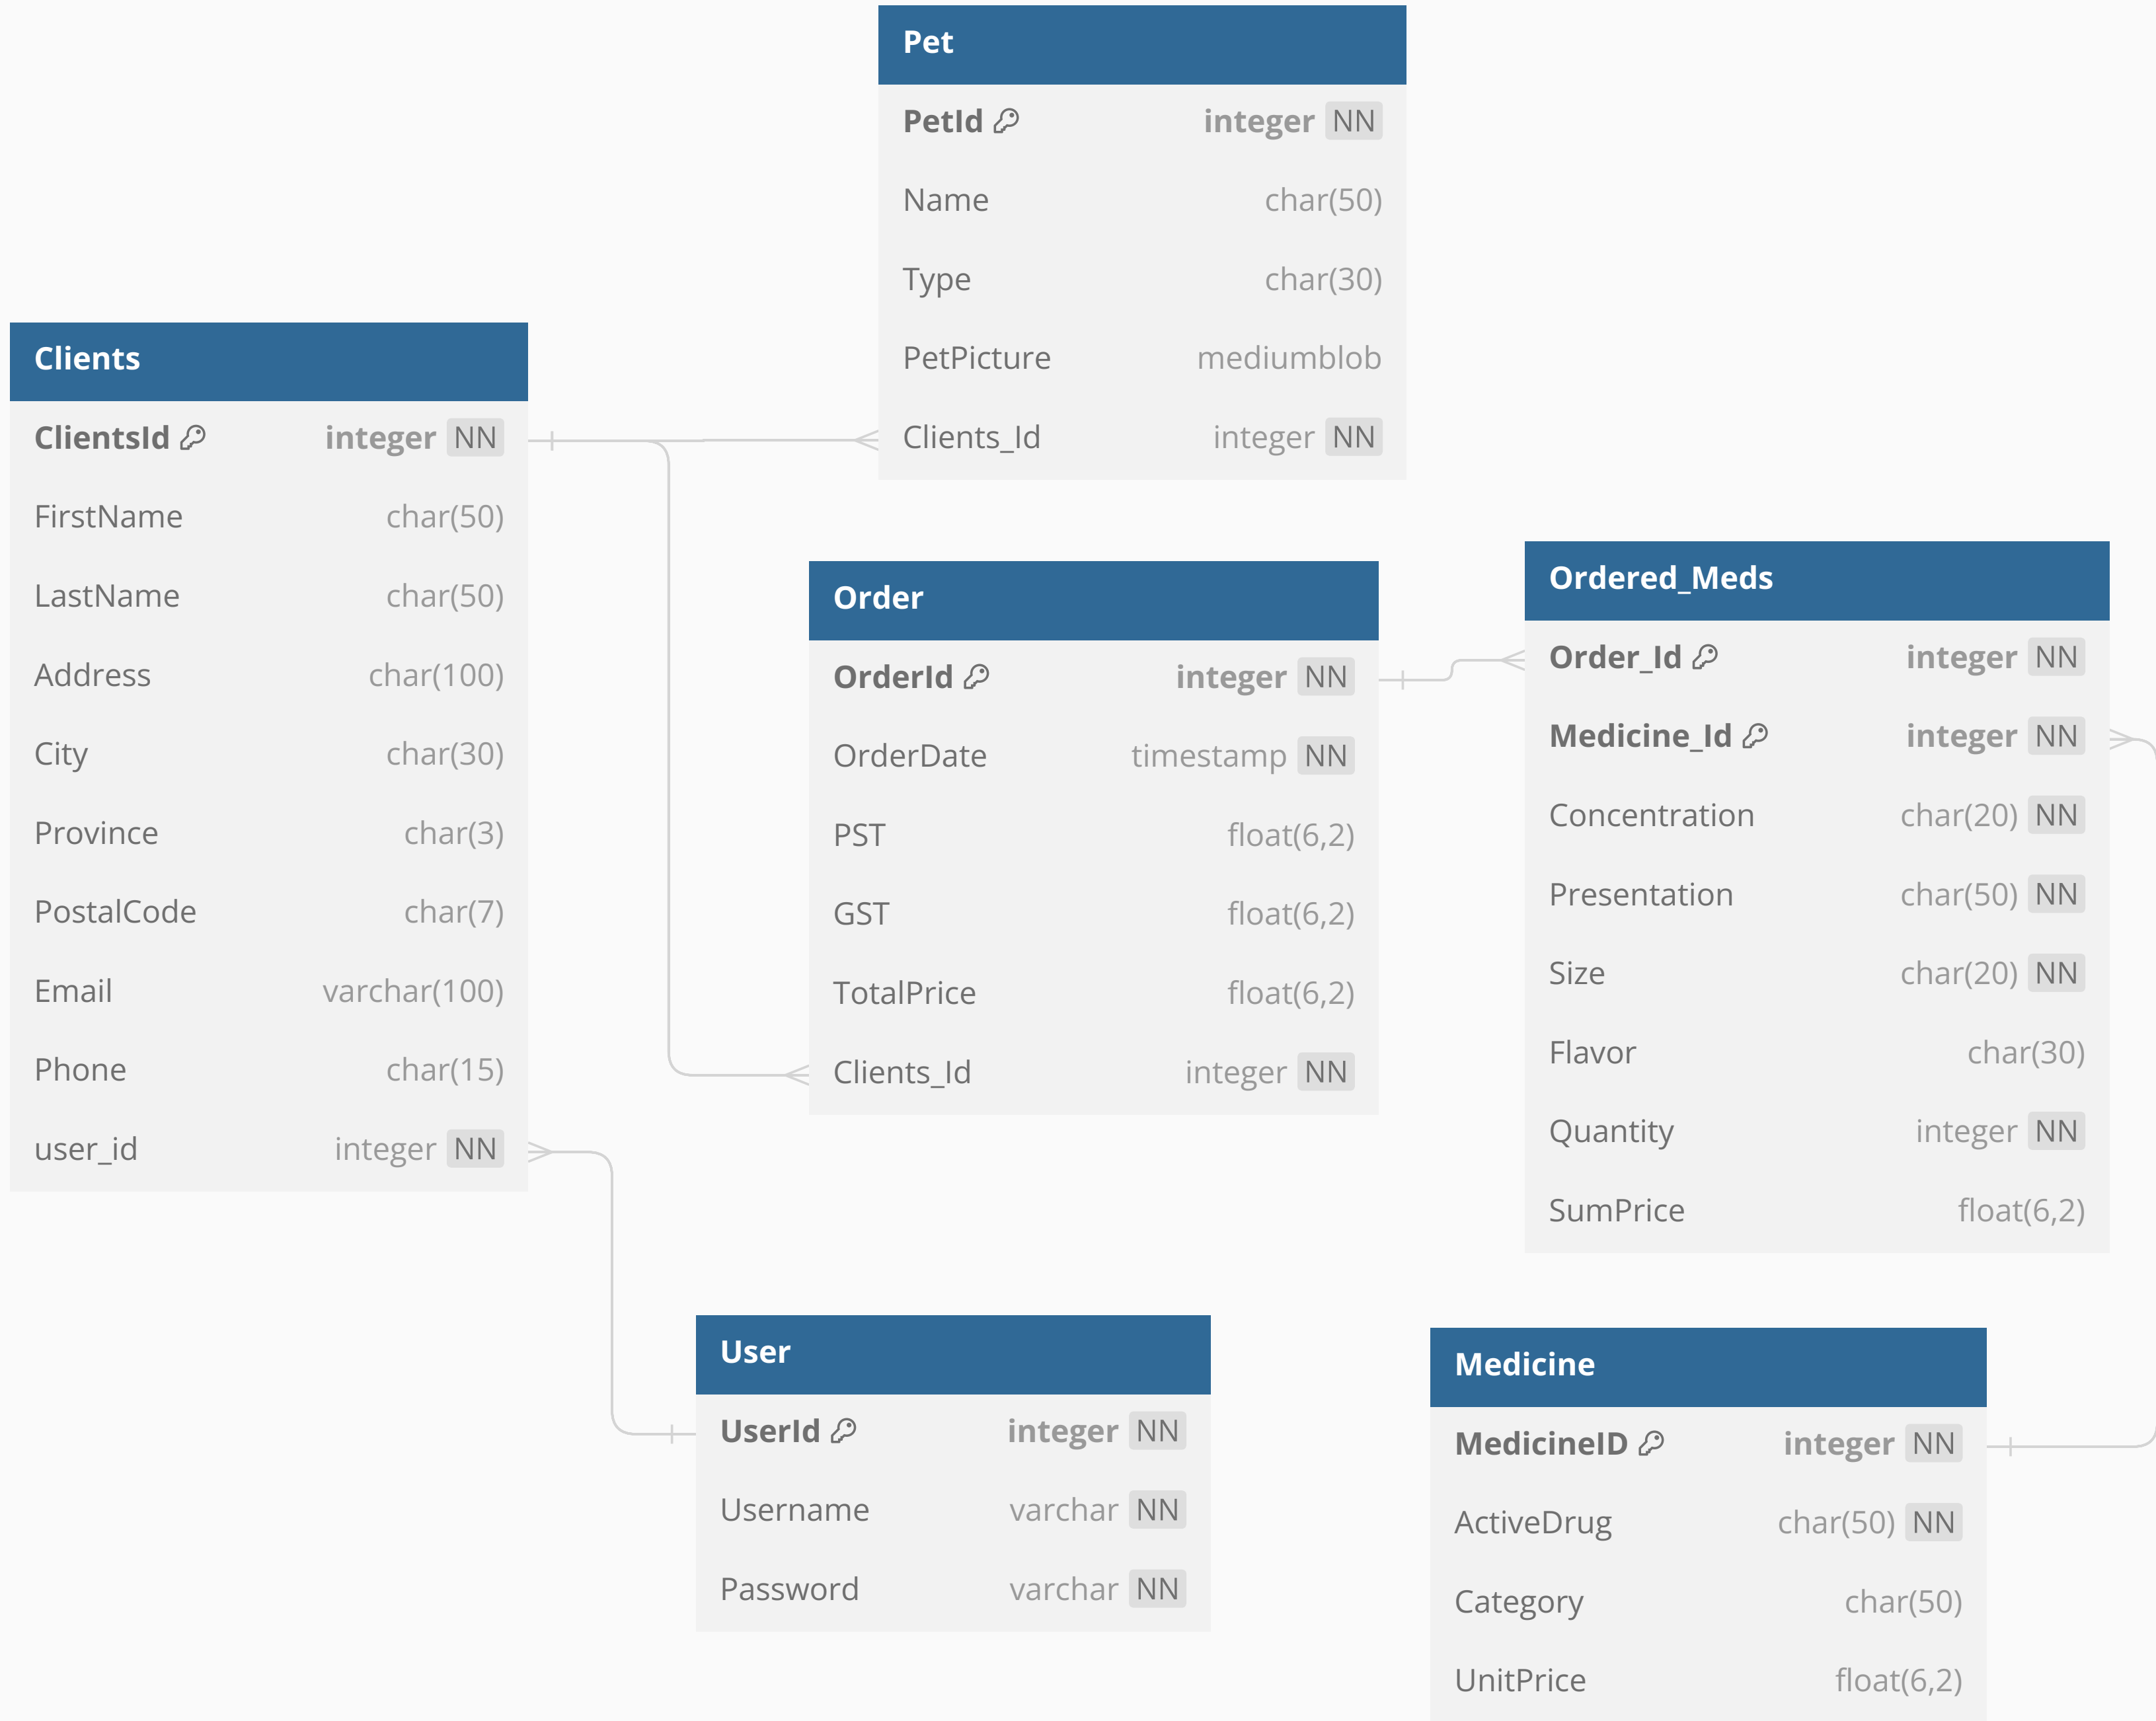 Pet
PetId integer NN
Name char(50)
Type char(30)
PetPicture mediumblob
Clients_Id integer NN
Clients
ClientsId integer NN
FirstName char(50)
LastName char(50)
Address char(100)
City char(30)
Province char(3)
PostalCode char(7)
Email varchar(100)
Phone char(15)
user_id integer NN
Order
OrderId integer NN
OrderDate timestamp NN
PST float(6,2)
GST float(6,2)
TotalPrice float(6,2)
Clients_Id integer NN
Ordered_Meds
Order_Id integer NN
Medicine_Id integer NN
Concentration char(20) NN
Presentation char(50) NN
Size char(20) NN
Flavor char(30)
Quantity integer NN
SumPrice float(6,2)
User
UserId integer NN
Username varchar NN
Password varchar NN
Medicine
MedicineID integer NN
ActiveDrug char(50) NN
Category char(50)
UnitPrice float(6,2)